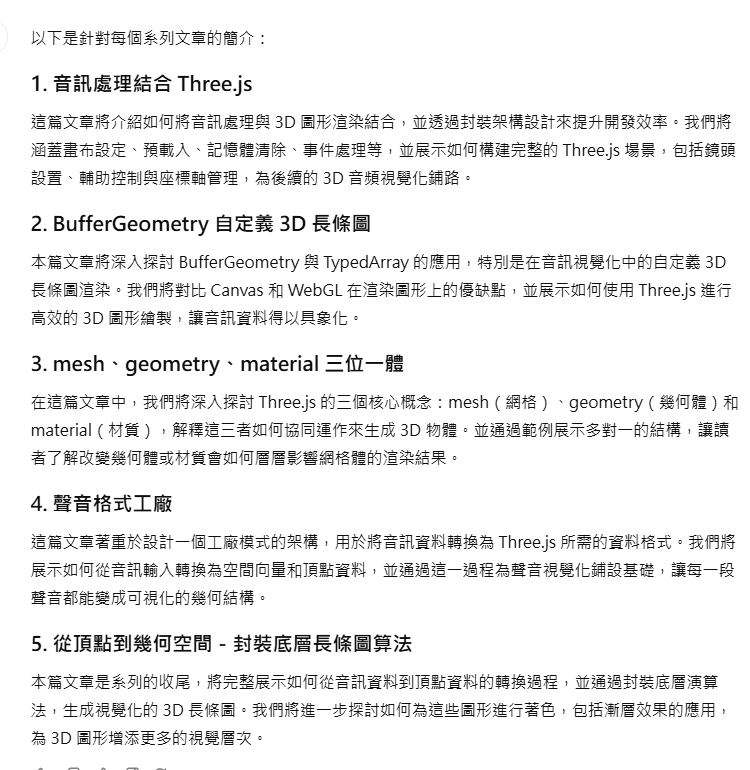 以下是針對每個系列文章的簡介：
1. 音訊處理結合 Three.js
這篇文章將介紹如何將音訊處理與 3D 圖形渲染結合，並透過封裝架構設計來提升開發效率。我們將
涵蓋畫布設定、預載入、記憶體清除、事件處理等，並展示如何構建完整的 Three.js 場景，包括鏡頭
設置、輔助控制與座標軸管理，為後續的 3D 音頻視覺化鋪路。
2. BufferGeometry 自定義 3D 長條圖
本篇文章將深入探討 BufferGeometry 與 TypedArray 的應用，特別是在音訊視覺化中的自定義 3D
長條圖渲染。我們將對比 Canvas 和 WebGL 在渲染圖形上的優缺點，並展示如何使用 Three.js 進行
高效的 3D 圖形繪製，讓音訊資料得以具象化。
3. mesh、geometry、material 三位一體
在這篇文章中，我們將深入探討 Three.js 的三個核心概念：mesh（網格）、geometry（幾何體）和
material（材質），解釋這三者如何協同運作來生成 3D 物體。並通過範例展示多對一的結構，讓讀
者了解改變幾何體或材質會如何層層影響網格體的渲染結果。
4. 聲音格式工廠
這篇文章著重於設計一個工廠模式的架構，用於將音訊資料轉換為 Three.js 所需的資料格式。我們將
展示如何從音訊輸入轉換為空間向量和頂點資料，並通過這一過程為聲音視覺化鋪設基礎，讓每一段
聲音都能變成可視化的幾何結構。
5. 從頂點到幾何空間 - 封裝底層長條圖算法
本篇文章是系列的收尾，將完整展示如何從音訊資料到頂點資料的轉換過程，並通過封裝底層演算
法，生成視覺化的 3D 長條圖。我們將進一步探討如何為這些圖形進行著色，包括漸層效果的應用，
為 3D 圖形增添更多的視覺層次。